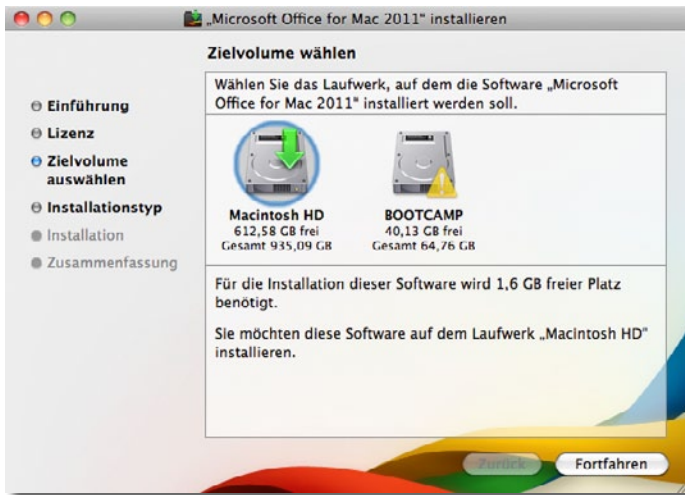 „Microsoft Office for Mac 2011“ installieren
Zielvolume wählen
Einführung
Lizenz
Zielvolume
auswählen
Installationstyp
Installation
Zusammenfassung
Wählen Sie das Laufwerk, auf dem die Software „Microsoft
Office for Mac 2011“ installiert werden soll.
Macintosh HD
612,58 GB frei
Gesamt 935,09 GB
BOOTCAMP
40,13 GB frei
Gesamt 64,76 GB
Für die Installation dieser Software wird 1,6 GB freier Platz
benötigt.
Sie möchten diese Software auf dem Laufwerk „Macintosh HD“
installieren.
Zurück
Fortfahren